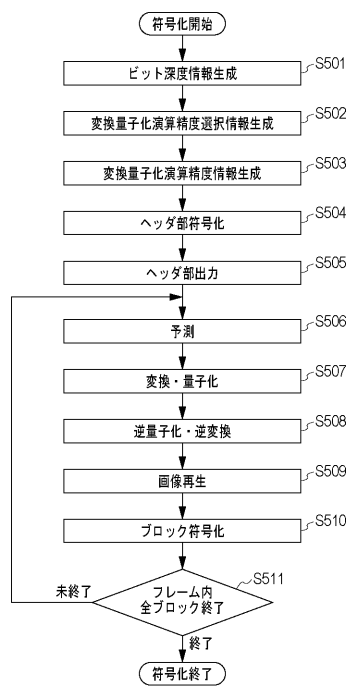 符号化開始
ビット深度情報生成
S501
変換量子化演算精度選択情報生成
S502
変換量子化演算精度情報生成
S503
ヘッダ部符号化
S504
ヘッダ部出力
S505
予測
S506
変換・量子化
S507
逆量子化・逆変換
S508
画像再生
S509
ブロック符号化
S510
フレーム内
全ブロック終了
S511
未終了
終了
符号化終了